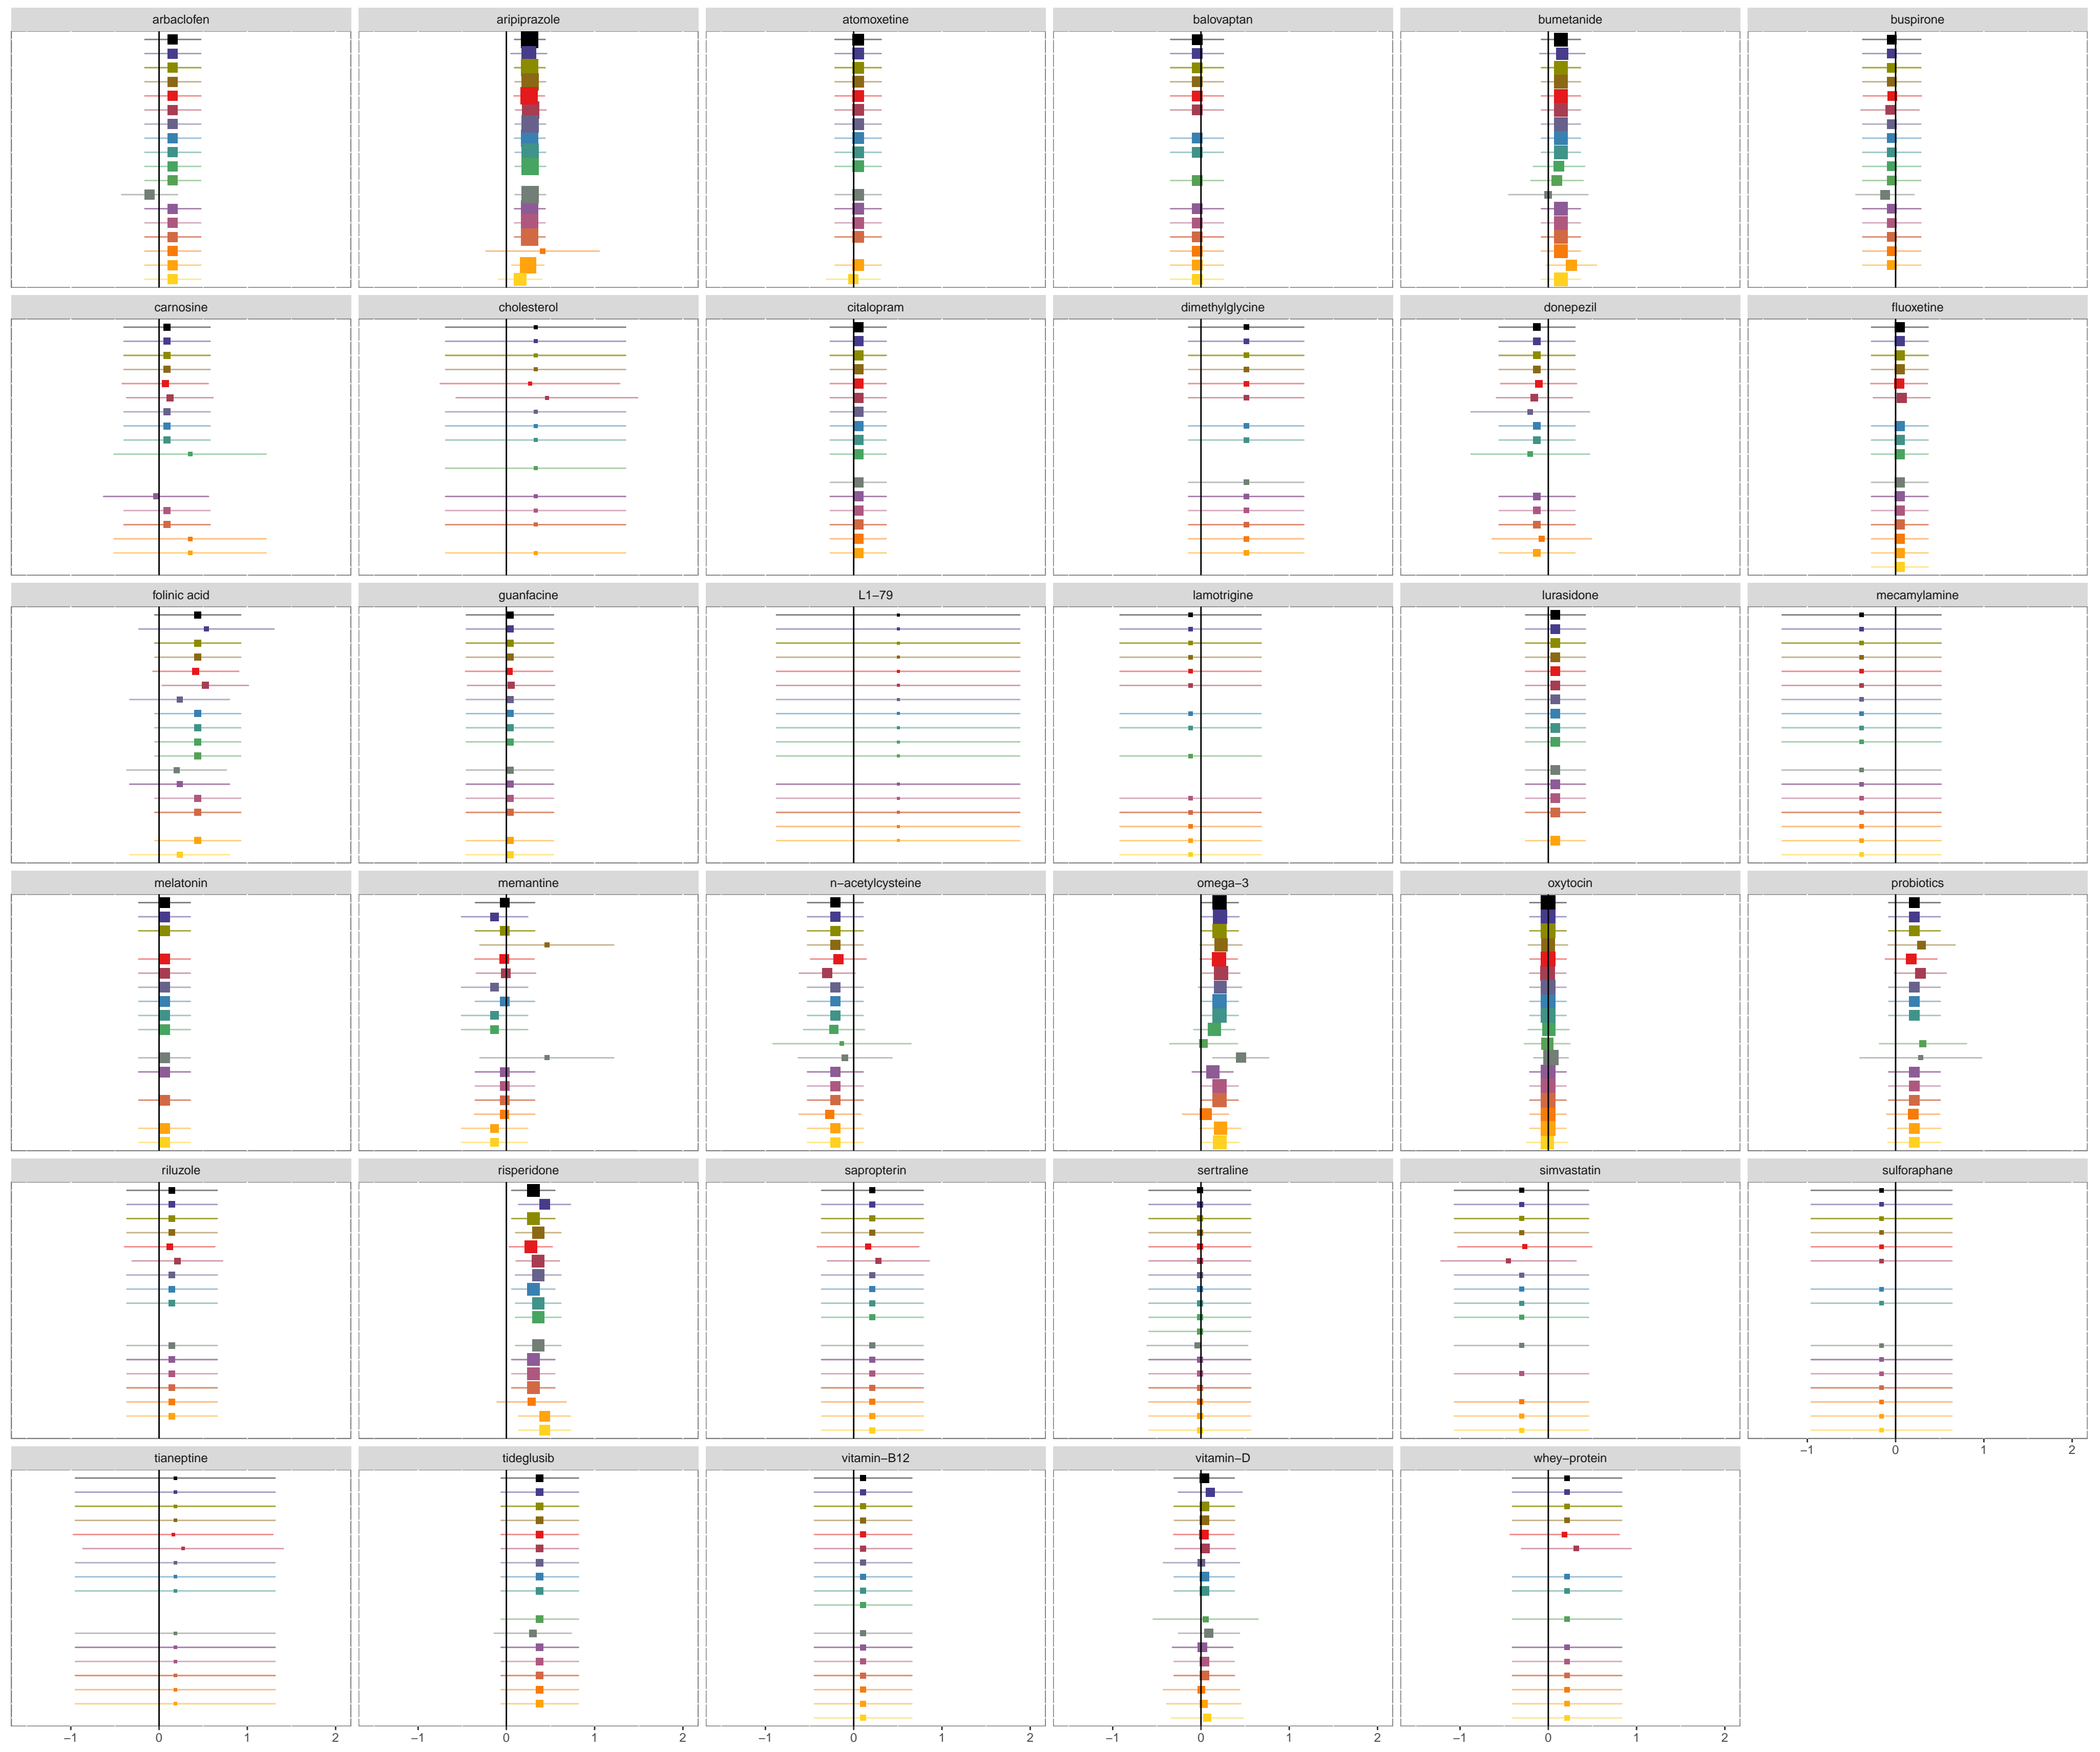 arbaclofen aripiprazole atomoxetine balovaptan bumetanide buspirone
carnosine cholesterol citalopram dimethylglycine donepezil fluoxetine
folinic acid guanfacine L1−79 lamotrigine lurasidone mecamylamine
melatonin memantine n−acetylcysteine omega−3 oxytocin probiotics
riluzole risperidone sapropterin sertraline simvastatin sulforaphane
−1 0 1 2
tianeptine tideglusib vitamin−B12 vitamin−D whey−protein
−1 0 1 2 −1 0 1 2 −1 0 1 2 −1 0 1 2 −1 0 1 2